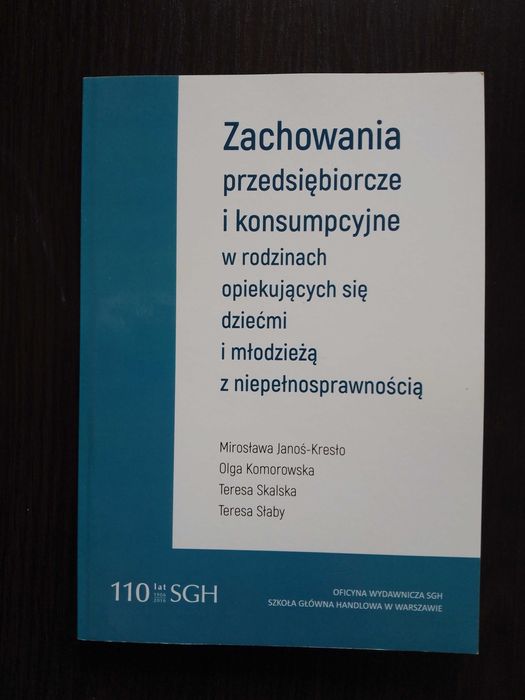 Zachowania
przedsiębiorcze
i konsumpcyjne
w rodzinach
opiekujących się
dziećmi
i młodzieżą
z niepełnosprawnością
Mirosława Janoś-Kresło
Olga Komorowska
Teresa Skalska
Teresa Słaby
110 lat 1906 2016 SGH
OFICYNA WYDAWNICZA SGH
SZKOŁA GŁÓWNA HANDLOWA W WARSZAWIE